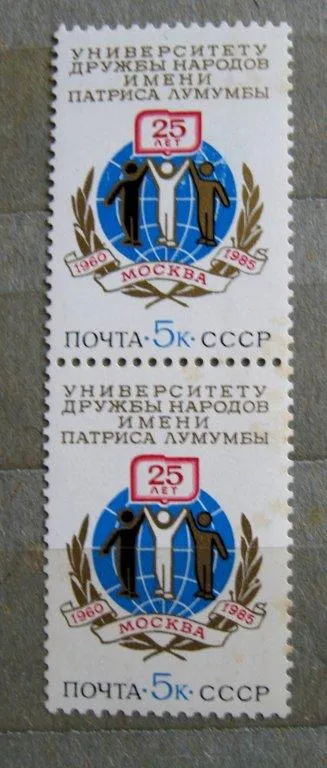 УНИВЕРСИТЕТУ
ДРУЖБЫ НАРОДОВ
ИМЕНИ
ПАТРИСА ЛУМУМБЫ
25
ЛЕТ
1960
МОСКВА
1985
ПОЧТА·5к·СССР
УНИВЕРСИТЕТУ
ДРУЖБЫ НАРОДОВ
ИМЕНИ
ПАТРИСА ЛУМУМБЫ
25
ЛЕТ
1960
МОСКВА
1985
ПОЧТА·5к·СССР